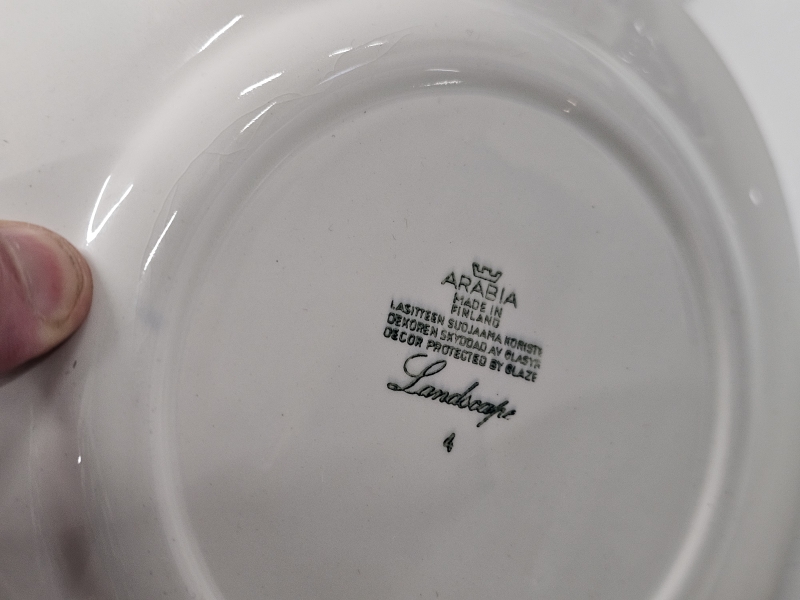 ARABIA
MADE IN
FINLAND
LASITTEEN SUOJAAMA KORISTE
DEKOREN SKYDDAD AV GLASYR
DECOR PROTECTED BY GLAZE
Landscape
4